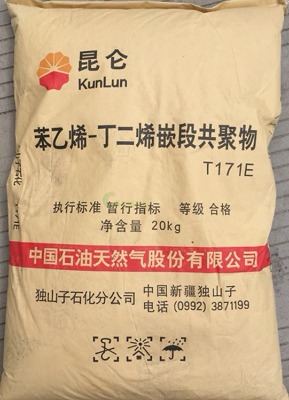 昆仑
KunLun
苯乙烯-丁二烯嵌段共聚物
T171E
执行标准 暂行指标 等级 合格
净含量 20kg
中国石油天然气股份有限公司
独山子石化分公司
中国新疆独山子
电话 (0992) 3871199
T171E